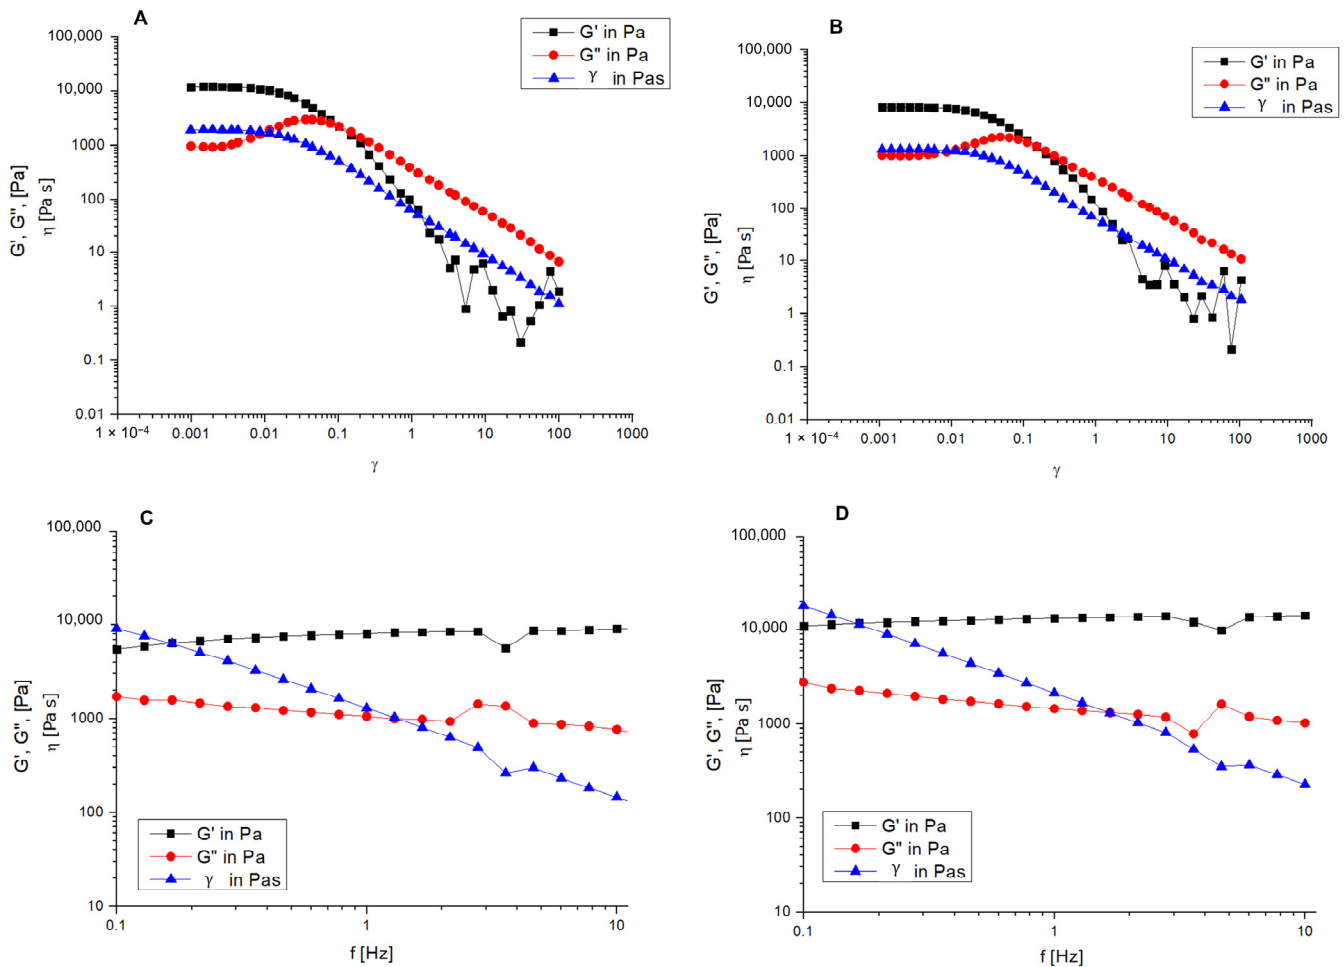 A
G' in Pa
G'' in Pa
γ in Pas
100,000
10,000
1000
100
10
1
0.1
0.01
G', G'', [Pa]
η [Pa s]
1 × 10⁻⁴ 0.001 0.01 0.1 1 10 100 1000
γ
B
G' in Pa
G'' in Pa
γ in Pas
100,000
10,000
1000
100
10
1
0.1
0.01
G', G'', [Pa]
η [Pa s]
1 × 10⁻⁴ 0.001 0.01 0.1 1 10 100 1000
γ
C
100,000
10,000
1000
100
10
G', G'', [Pa]
η [Pa s]
G' in Pa
G'' in Pa
γ in Pas
0.1 1 10
f [Hz]
D
100,000
10,000
1000
100
10
G', G'', [Pa]
η [Pa s]
G' in Pa
G'' in Pa
γ in Pas
0.1 1 10
f [Hz]